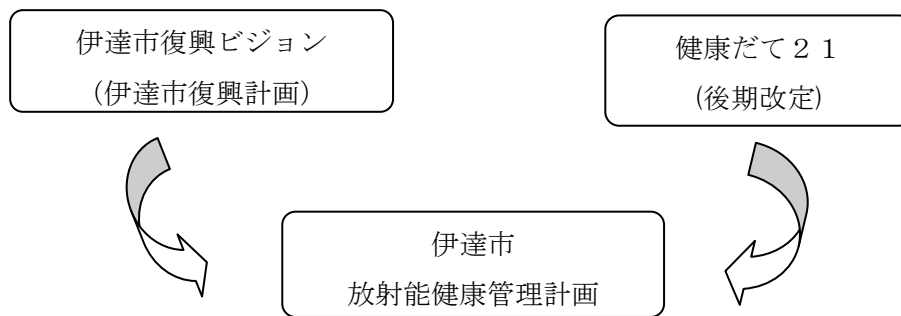 伊達市復興ビジョン
(伊達市復興計画)
健康だて２１
(後期改定)
伊達市
放射能健康管理計画